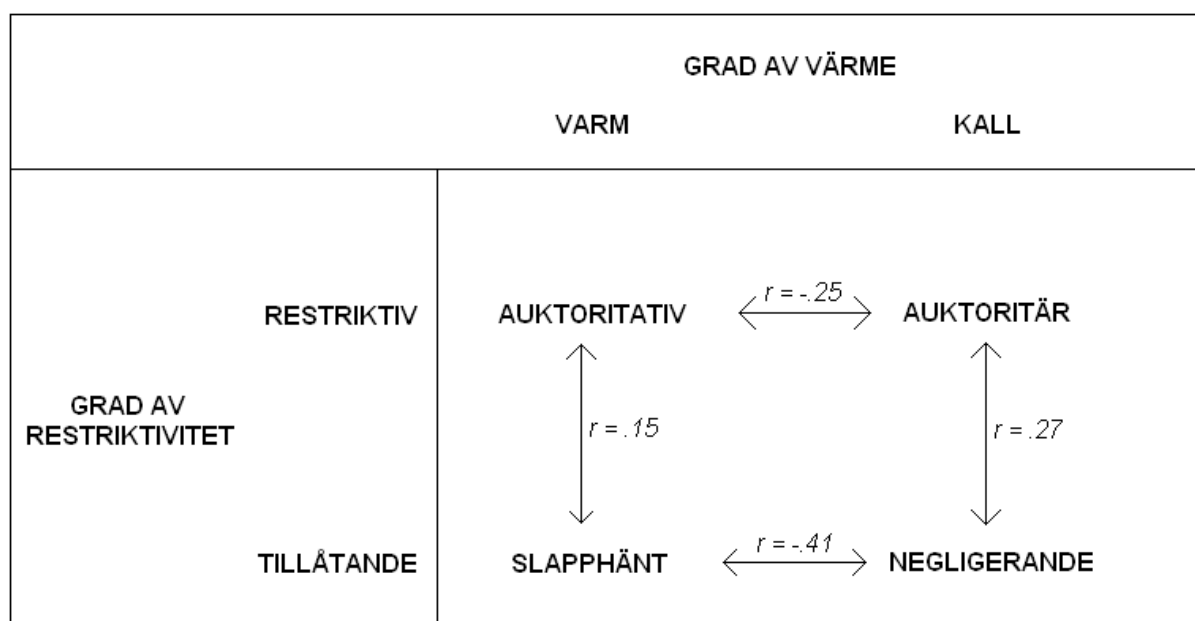 GRAD AV VÄRME
VARM KALL
RESTRIKTIV AUKTORITATIV r = -.25 AUKTORITÄR
GRAD AV
RESTRIKTIVITET
r = .15 r = .27
TILLÅTANDE SLAPPHÄNT r = -.41 NEGLIGERANDE